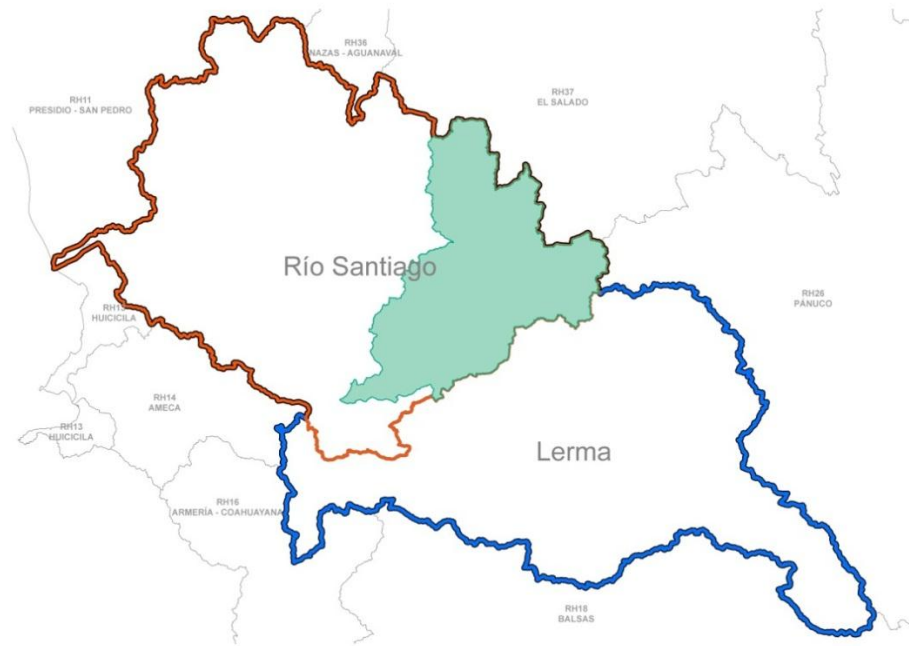 RH36
NAZAS - AGUANAVAL
RH11
PRESIDIO - SAN PEDRO
RH37
EL SALADO
Río Santiago
RH26
PÁNUCO
RH13
HUICICILA
RH14
AMECA
RH13
HUICICILA
Lerma
RH16
ARMERÍA - COAHUAYANA
RH18
BALSAS